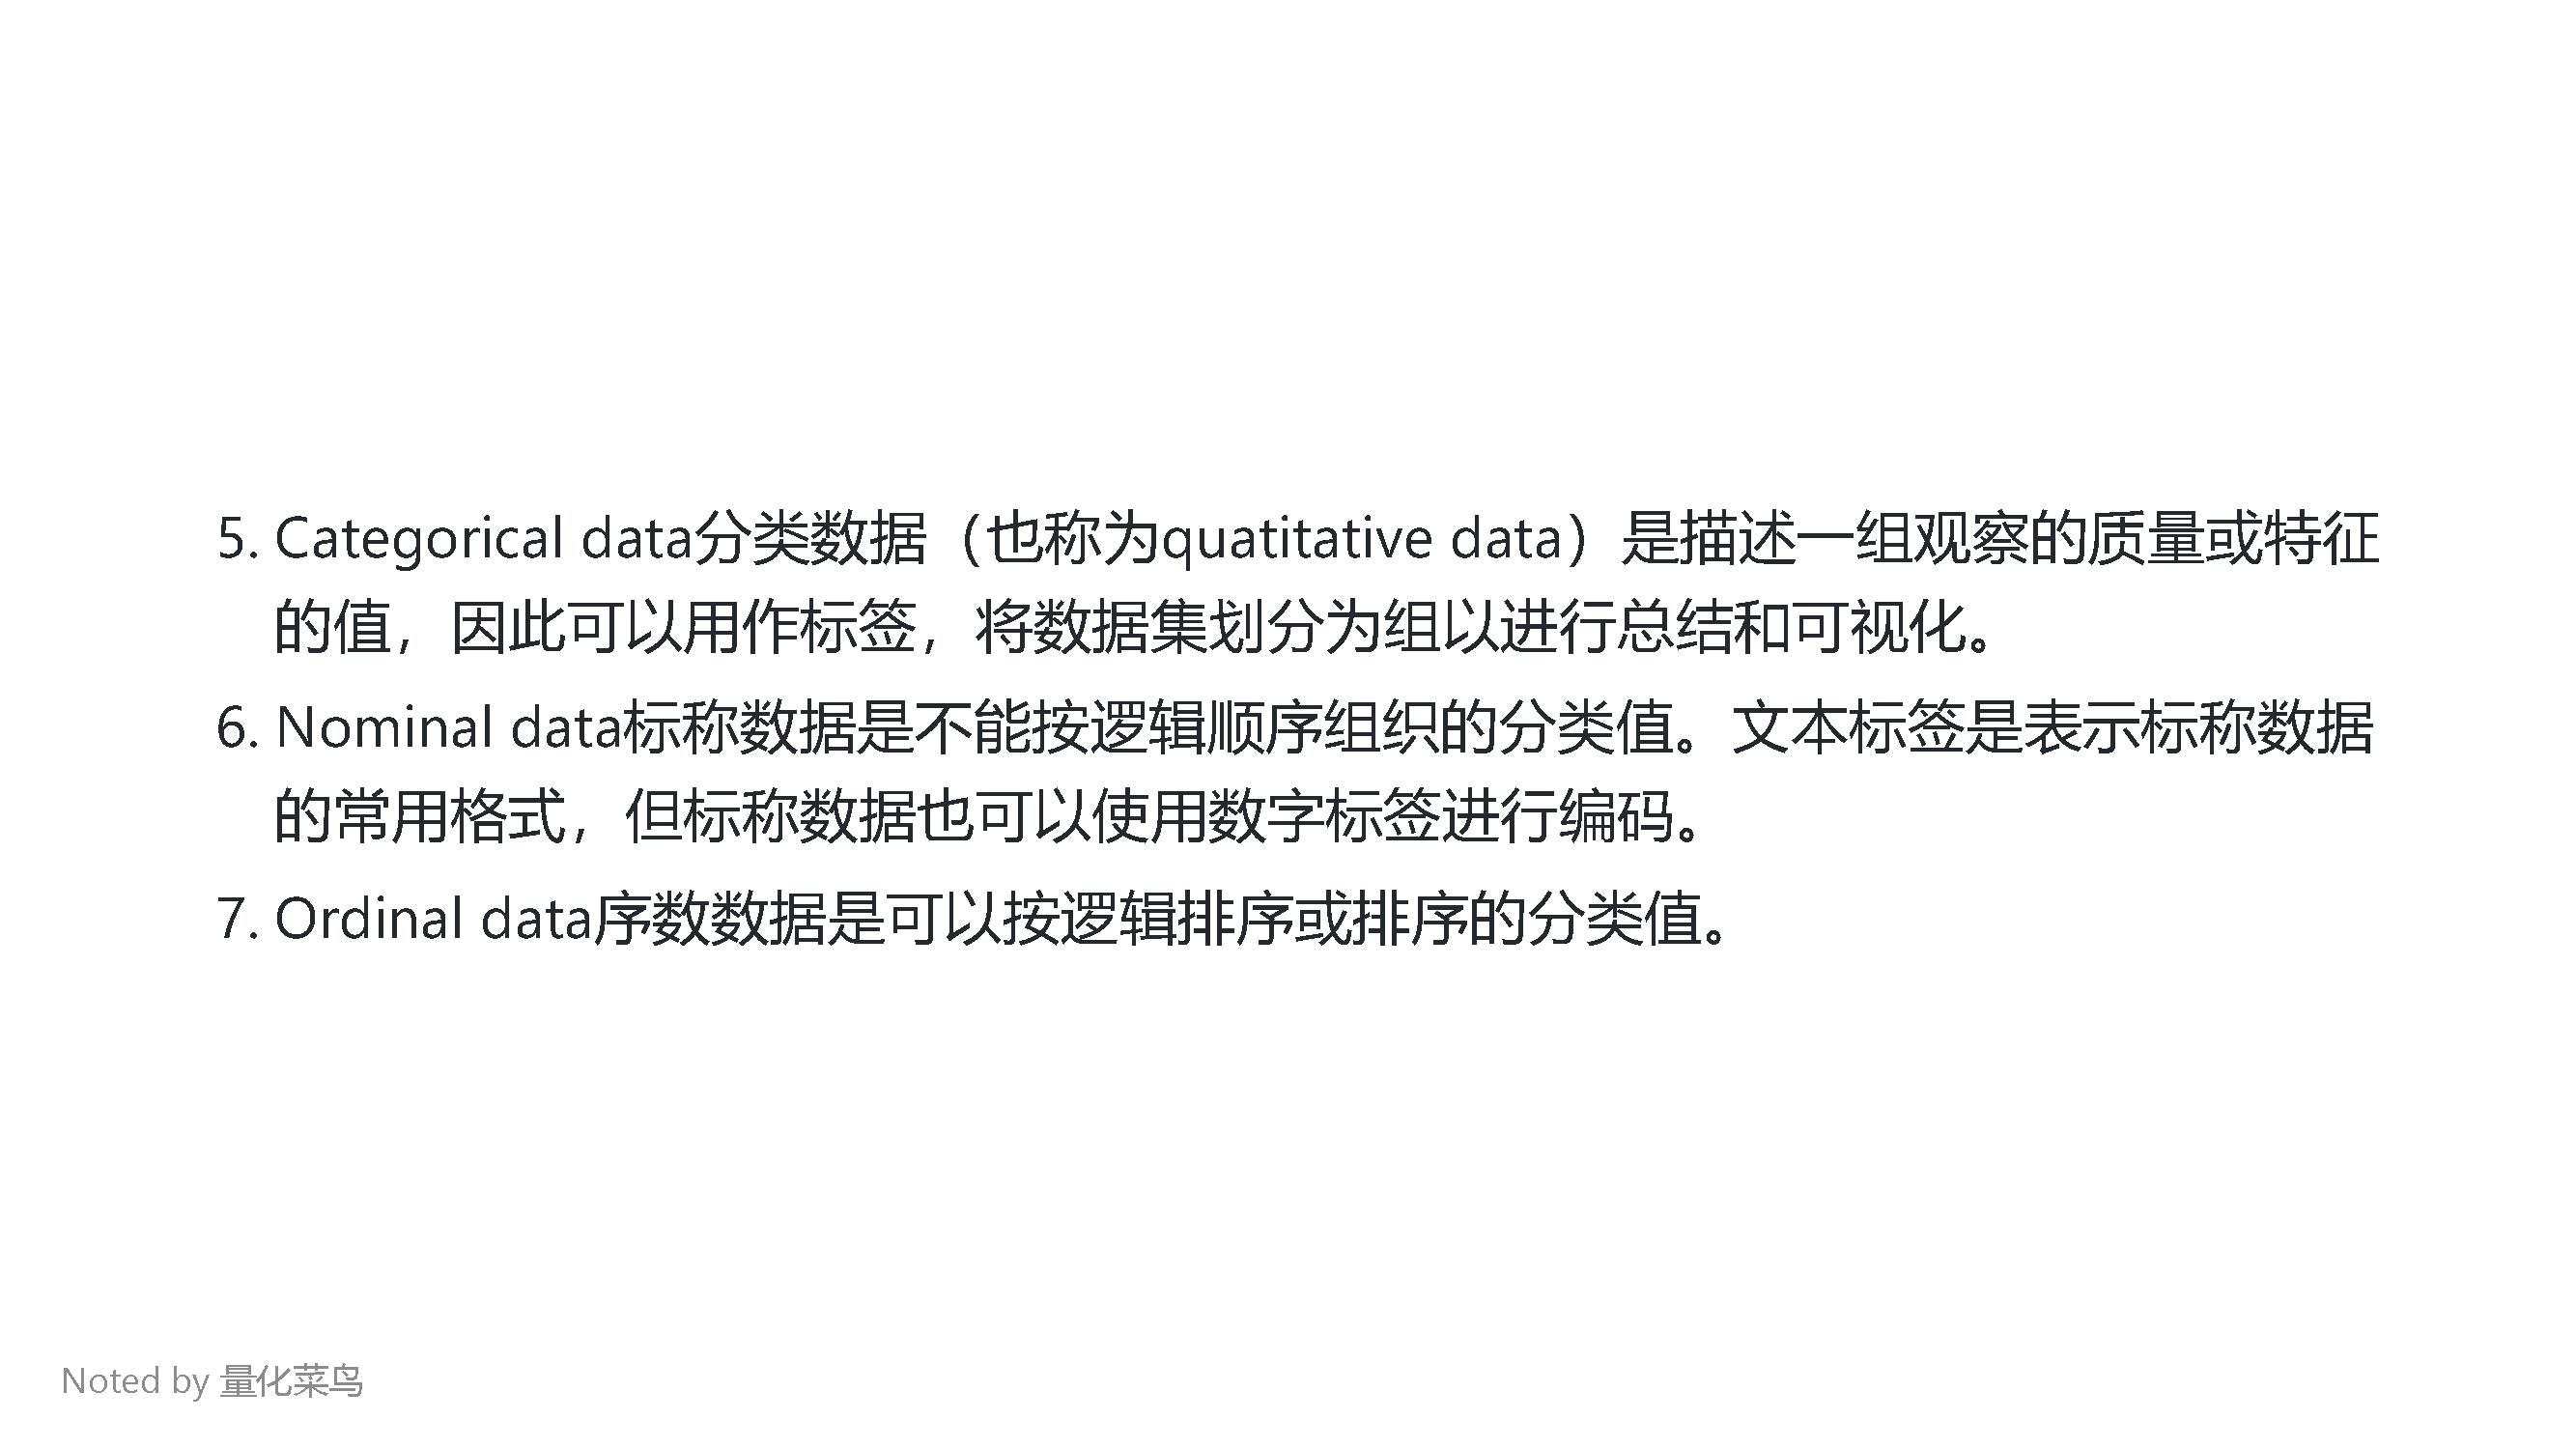 5. Categorical data分类数据（也称为quatitative data）是描述一组观察的质量或特征
的值，因此可以用作标签，将数据集划分为组以进行总结和可视化。
6. Nominal data标称数据是不能按逻辑顺序组织的分类值。文本标签是表示标称数据
的常用格式，但标称数据也可以使用数字标签进行编码。
7. Ordinal data序数数据是可以按逻辑排序或排序的分类值。
Noted by 量化菜鸟